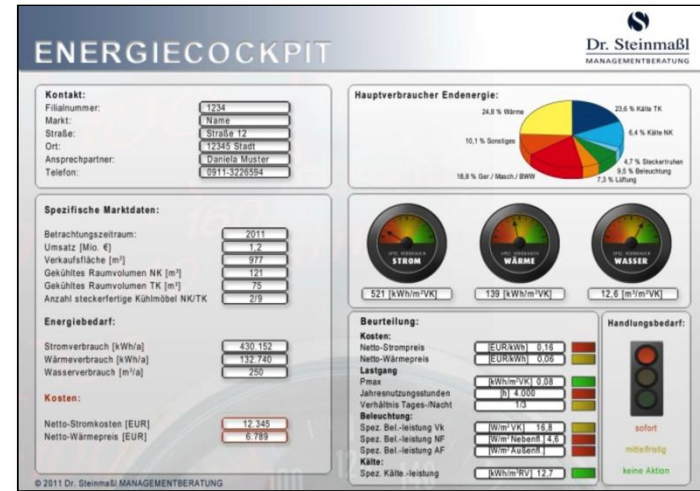 ENERGIECOCKPIT
Dr. Steinmaßl
MANAGEMENTBERATUNG
Kontakt:
Filialnummer: 1234
Markt: Name
Straße: Straße 12
Ort: 12345 Stadt
Ansprechpartner: Daniela Muster
Telefon: 0911-3226594
Hauptverbraucher Endenergie:
24,8 % Wärme
23,6 % Kälte TK
6,4 % Kälte NK
10,1 % Sonstiges
4,7 % Steckertruhen
9,5 % Beleuchtung
18,8 % Ger./ Masch./ BWW
7,3 % Lüftung
Spezifische Marktdaten:
Betrachtungszeitraum: 2011
Umsatz [Mio. €] 1,2
Verkaufsfläche [m²] 977
Gekühltes Raumvolumen NK [m³] 121
Gekühltes Raumvolumen TK [m³] 75
Anzahl steckerfertige Kühlmöbel NK/TK 2/9
SPEZ. VERBRAUCH
STROM
SPEZ. VERBRAUCH
WÄRME
SPEZ. VERBRAUCH
WASSER
521 [kWh/m²VK]
139 [kWh/m²VK]
12,6 [m³/m²VK]
Energiebedarf:
Stromverbrauch [kWh/a] 430.152
Wärmeverbrauch [kWh/a] 132.740
Wasserverbrauch [m³/a] 250
Kosten:
Netto-Stromkosten [EUR] 12.345
Netto-Wärmepreis [EUR] 6.789
Beurteilung:
Kosten:
Netto-Strompreis [EUR/kWh] 0,16
Netto-Wärmepreis [EUR/kWh] 0,06
Lastgang
Pmax [kWh/m²VK] 0,08
Jahresnutzungsstunden [h] 4.000
Verhältnis Tages-/Nacht 1/3
Beleuchtung:
Spez. Bel.-leistung Vk [W/m²VK] 16,8
Spez. Bel.-leistung NF [W/m²Nebenfl.] 4,6
Spez. Bel.-leistung AF [W/m²Außenfl.]
Kälte:
Spez. Kälte.-leistung [kWh/m³RV] 12,7
Handlungsbedarf:
sofort
mittelfristig
keine Aktion
© 2011 Dr. Steinmaßl MANAGEMENTBERATUNG